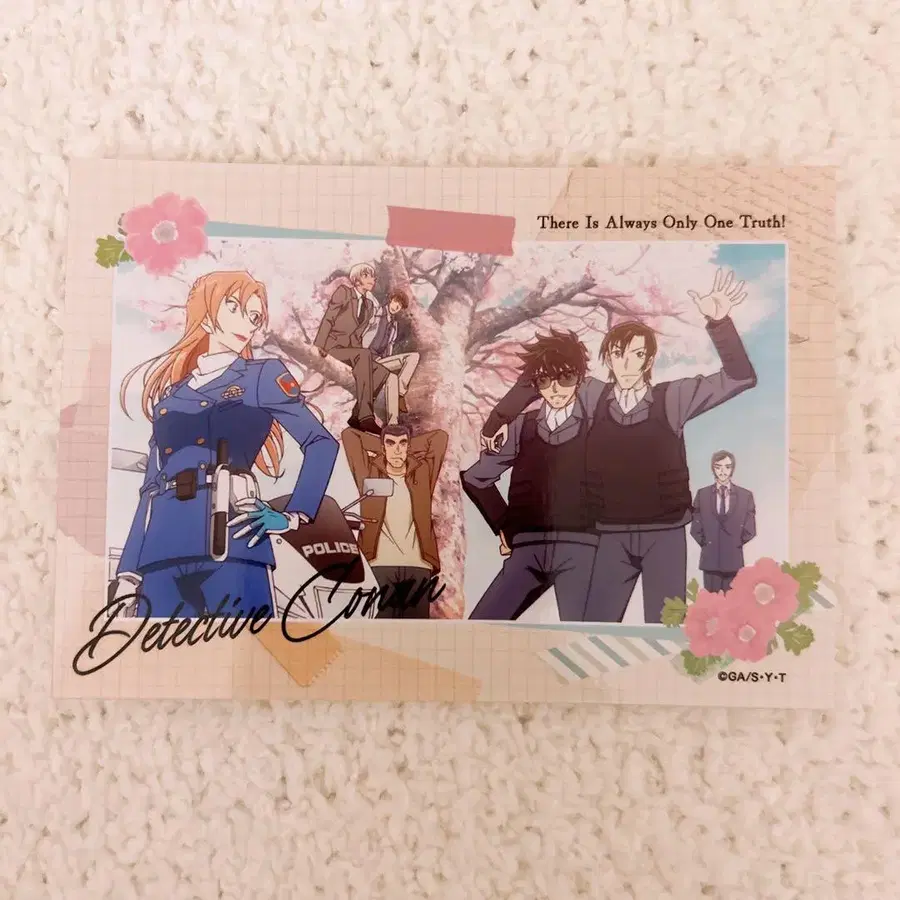 There Is Always Only One Truth!
POLICE
Detective Conan
©GA/S・Y・T